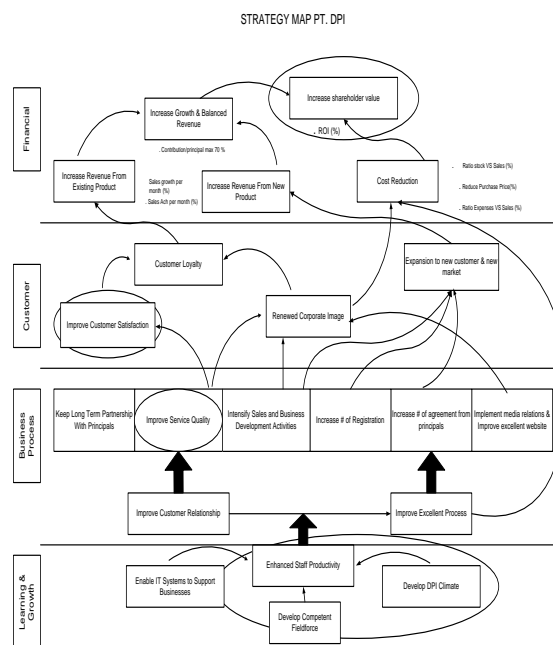 STRATEGY MAP PT. DPI
Financial
Increase Growth & Balanced
Revenue
. Contribution/principal max 70 %
Increase shareholder value
. ROI (%)
Increase Revenue From
Existing Product
Sales growth per
month (%)
. Sales Ach per month (%)
Increase Revenue From New
Product
Cost Reduction
. Ratio stock VS Sales (%)
. Reduce Purchase Price(%)
. Ratio Expenses VS Sales (%)
Customer
Customer Loyalty
Expansion to new customer & new
market
Improve Customer Satisfaction
Renewed Corporate Image
Business
Process
Keep Long Term Partnership
With Principals
Improve Service Quality
Intensify Sales and Business
Development Activities
Increase # of Registration
Increase # of agreement from
principals
Implement media relations &
Improve excellent website
Improve Customer Relationship
Improve Excellent Process
Learning &
Growth
Enable IT Systems to Support
Businesses
Enhanced Staff Productivity
Develop DPI Climate
Develop Competent
Fieldforce